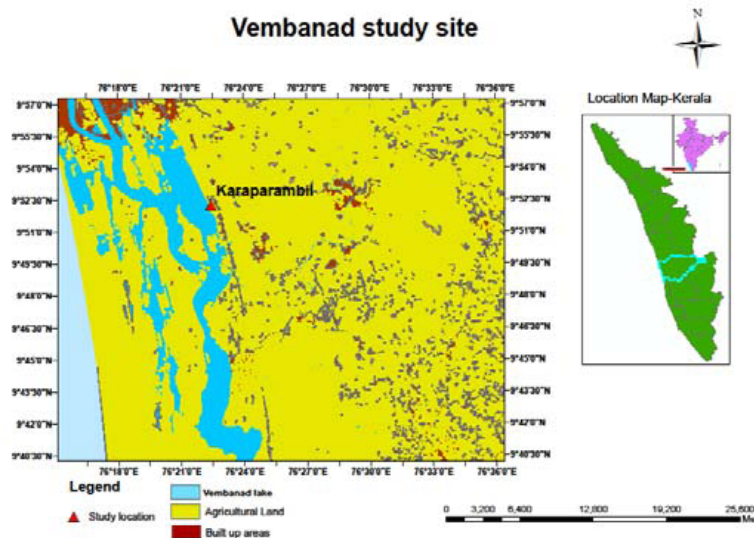 Vembanad study site
N
Location Map-Kerala
76°18'0"E 76°21'0"E 76°24'0"E 76°27'0"E 76°30'0"E 76°33'0"E 76°36'0"E
9°57'0"N 9°57'0"N
9°55'30"N 9°55'30"N
9°54'0"N 9°54'0"N
Karaparambil
9°52'30"N 9°52'30"N
9°51'0"N 9°51'0"N
9°49'30"N 9°49'30"N
9°48'0"N 9°48'0"N
9°46'30"N 9°46'30"N
9°45'0"N 9°45'0"N
9°43'30"N 9°43'30"N
9°42'0"N 9°42'0"N
9°40'30"N 9°40'30"N
76°18'0"E 76°21'0"E 76°24'0"E 76°27'0"E 76°30'0"E 76°33'0"E 76°36'0"E
Legend
Study location
Vembanad lake
Agricultural Land
Built up areas
0 3,200 6,400 12,800 19,200 25,600